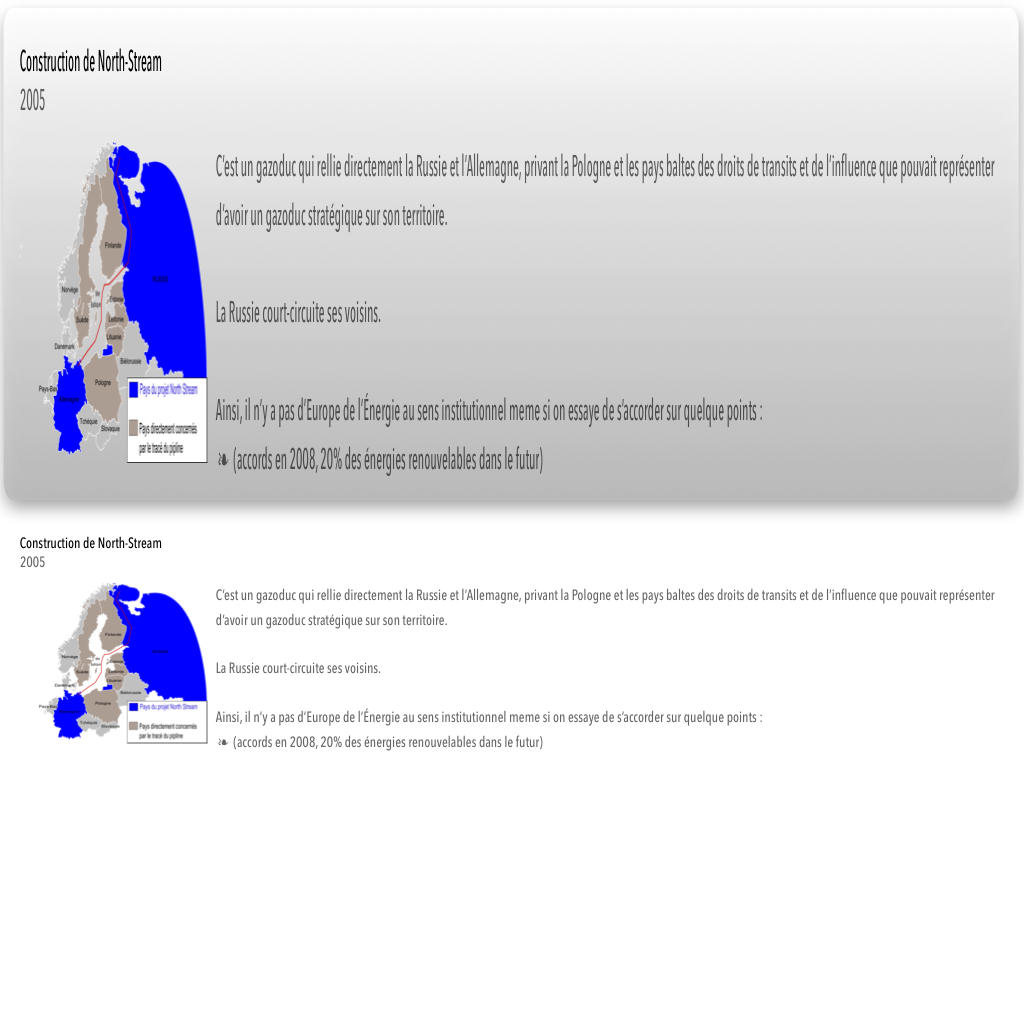 Construction de North-Stream
2005
C'est un gazoduc qui rellie directement la Russie et l'Allemagne, privant la Pologne et les pays baltes des droits de transits et de l'influence que pouvait représenter
d'avoir un gazoduc stratégique sur son territoire.
La Russie court-circuite ses voisins.
Ainsi, il n'y a pas d'Europe de l'Énergie au sens institutionnel meme si on essaye de s'accorder sur quelque points :
❧ (accords en 2008, 20% des énergies renouvelables dans le futur)
Finlande
Norvège
Suède
Estonie
Lettonie
Lituanie
Danemark
Biélorussie
Pays-Bas
Pologne
Tchéquie
Slovaquie
Pays du projet North Stream
Pays directement concernés
par le tracé du pipline
Construction de North-Stream
2005
C'est un gazoduc qui rellie directement la Russie et l'Allemagne, privant la Pologne et les pays baltes des droits de transits et de l'influence que pouvait représenter
d'avoir un gazoduc stratégique sur son territoire.
La Russie court-circuite ses voisins.
Ainsi, il n'y a pas d'Europe de l'Énergie au sens institutionnel meme si on essaye de s'accorder sur quelque points :
❧ (accords en 2008, 20% des énergies renouvelables dans le futur)
Finlande
Norvège
Suède
Lituanie
Danemark
Biélorussie
Pays-Bas
Pologne
Tchéquie
Slovaquie
Pays du projet North Stream
Pays directement concernés
par le tracé du pipline